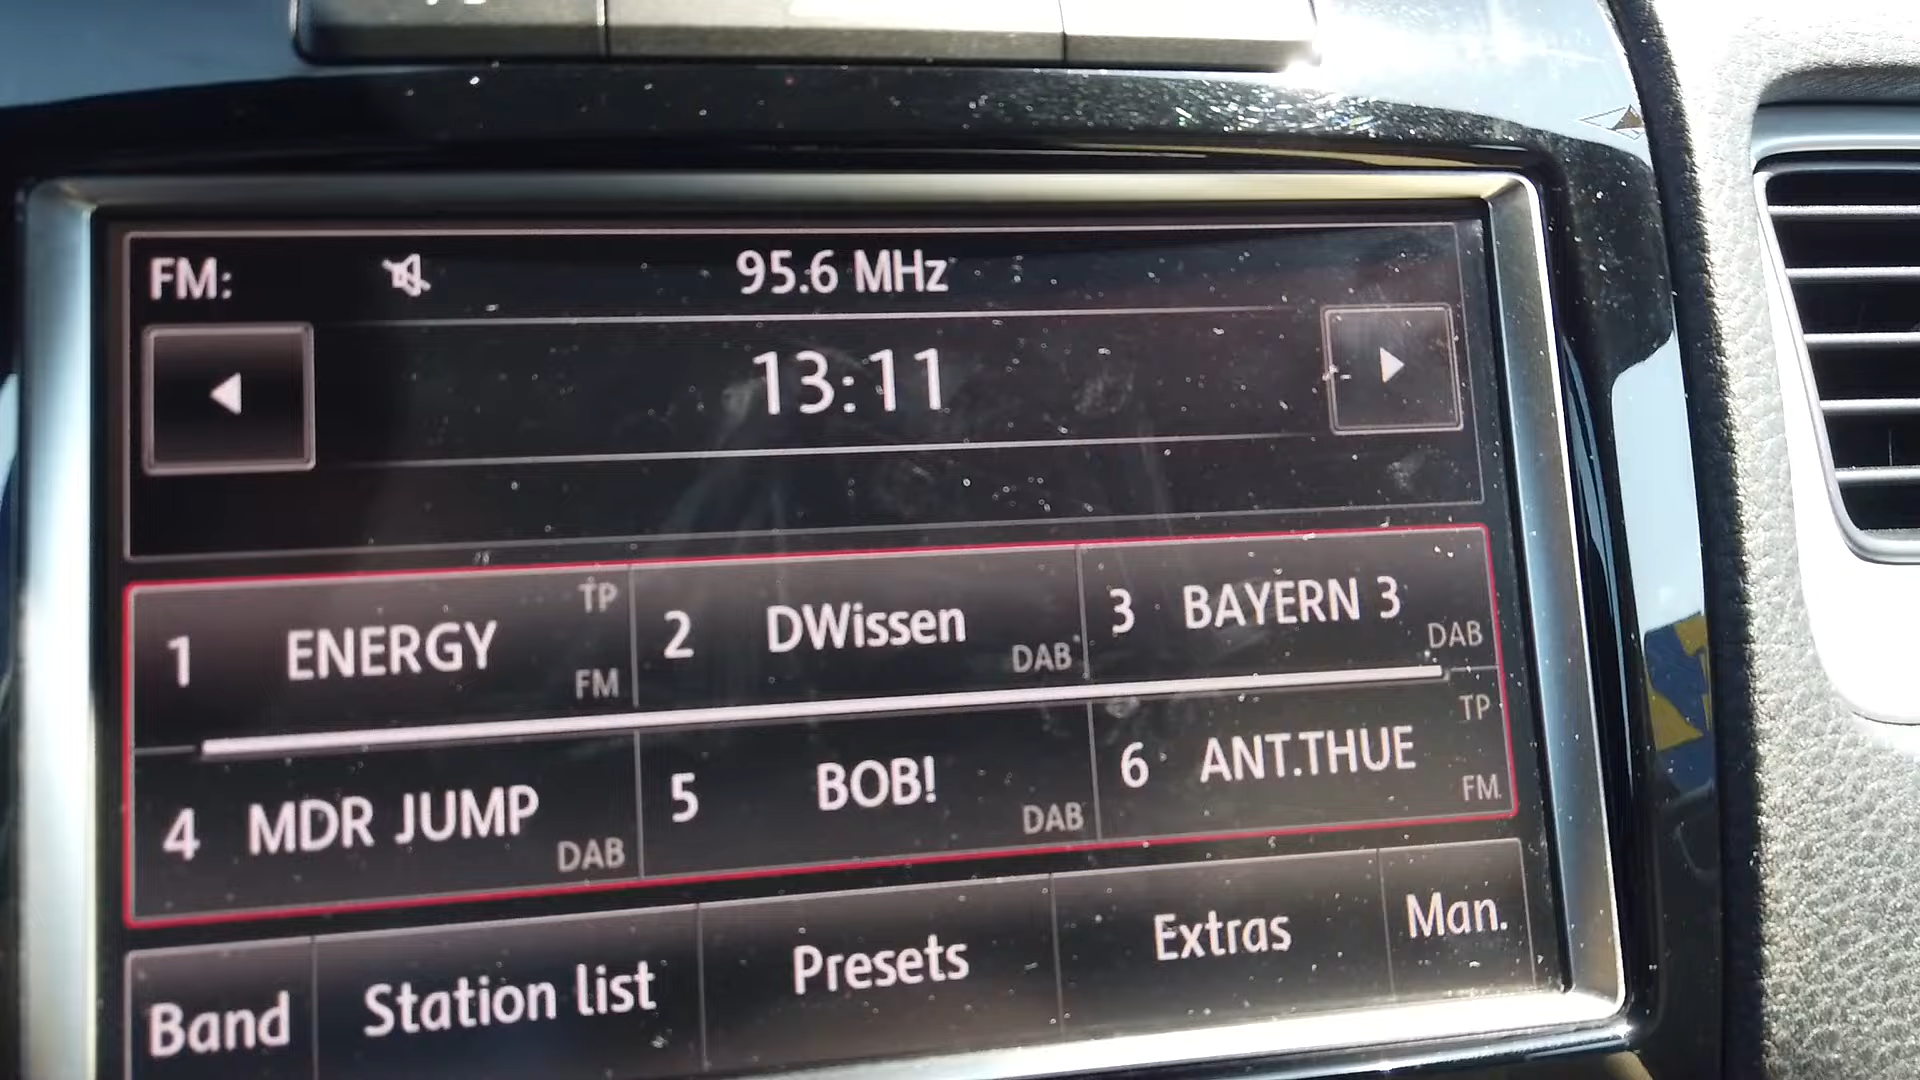 FM: 95.6 MHz
13:11
1 ENERGY TP FM
2 DWissen DAB
3 BAYERN 3 DAB
4 MDR JUMP DAB
5 BOB! DAB
6 ANT.THUE TP FM
Band Station list Presets Extras Man.